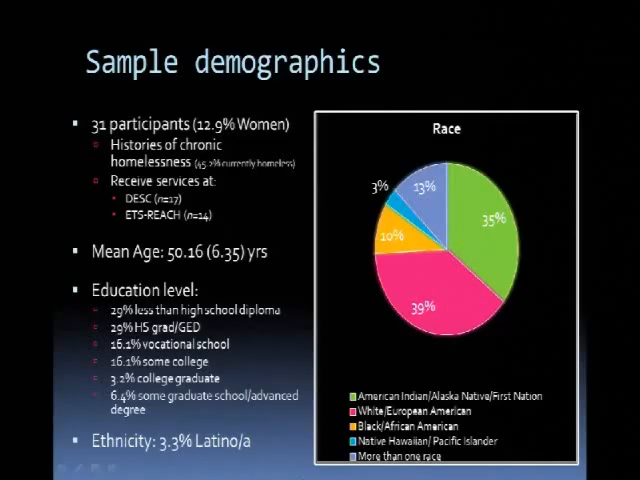 Sample demographics
31 participants (12.9% Women)
Histories of chronic
homelessness (45.2% currently homeless)
Receive services at:
DESC (n=17)
ETS-REACH (n=14)
Mean Age: 50.16 (6.35) yrs
Education level:
29% less than high school diploma
29% HS grad/GED
16.1% vocational school
16.1% some college
3.2% college graduate
6.4% some graduate school/advanced
degree
Ethnicity: 3.3% Latino/a
Race
3%
13%
35%
10%
39%
American Indian/Alaska Native/First Nation
White/European American
Black/African American
Native Hawaiian/ Pacific Islander
More than one race